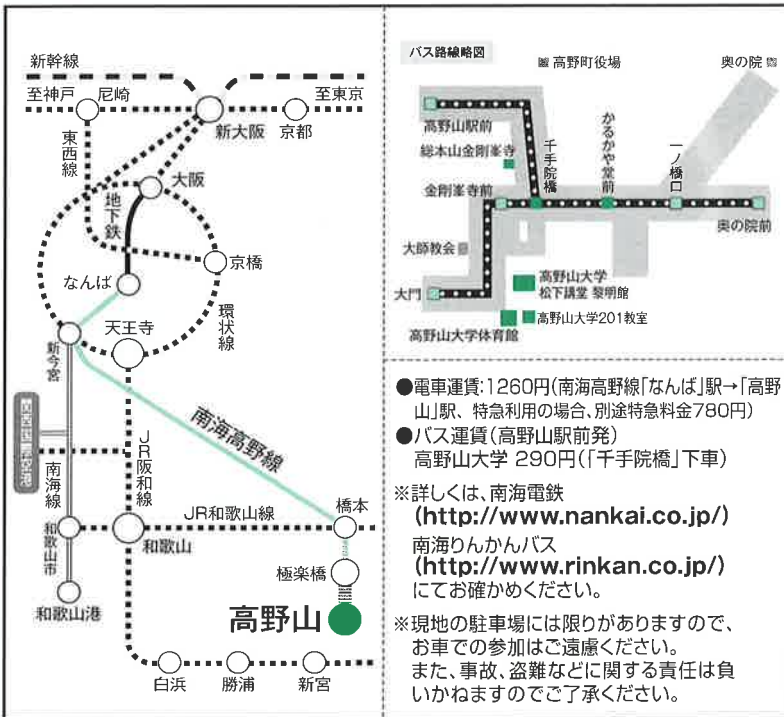 新幹線
至神戸
尼崎
新大阪
京都
至東京
東西線
大阪
地下鉄
京橋
なんば
環状線
天王寺
新今宮
関西国際空港
南海高野線
南海線
JR阪和線
JR和歌山線
橋本
和歌山市
和歌山
極楽橋
和歌山港
高野山
白浜
勝浦
新宮
バス路線略図
高野町役場
奥の院
高野山駅前
総本山金剛峯寺
千手院橋
かるかや堂前
一ノ橋口
金剛峯寺前
奥の院前
大師教会
大門
高野山大学
松下講堂 黎明館
高野山大学201教室
高野山大学体育館
●電車運賃:1260円(南海高野線「なんば」駅→「高野
山」駅、特急利用の場合、別途特急料金780円)
●バス運賃(高野山駅前発)
高野山大学 290円(「千手院橋」下車)
※詳しくは、南海電鉄
(http://www.nankai.co.jp/)
南海りんかんバス
(http://www.rinkan.co.jp/)
にてお確かめください。
※現地の駐車場には限りがありますので、
お車での参加はご遠慮ください。
また、事故、盗難などに関する責任は負
いかねますのでご了承ください。